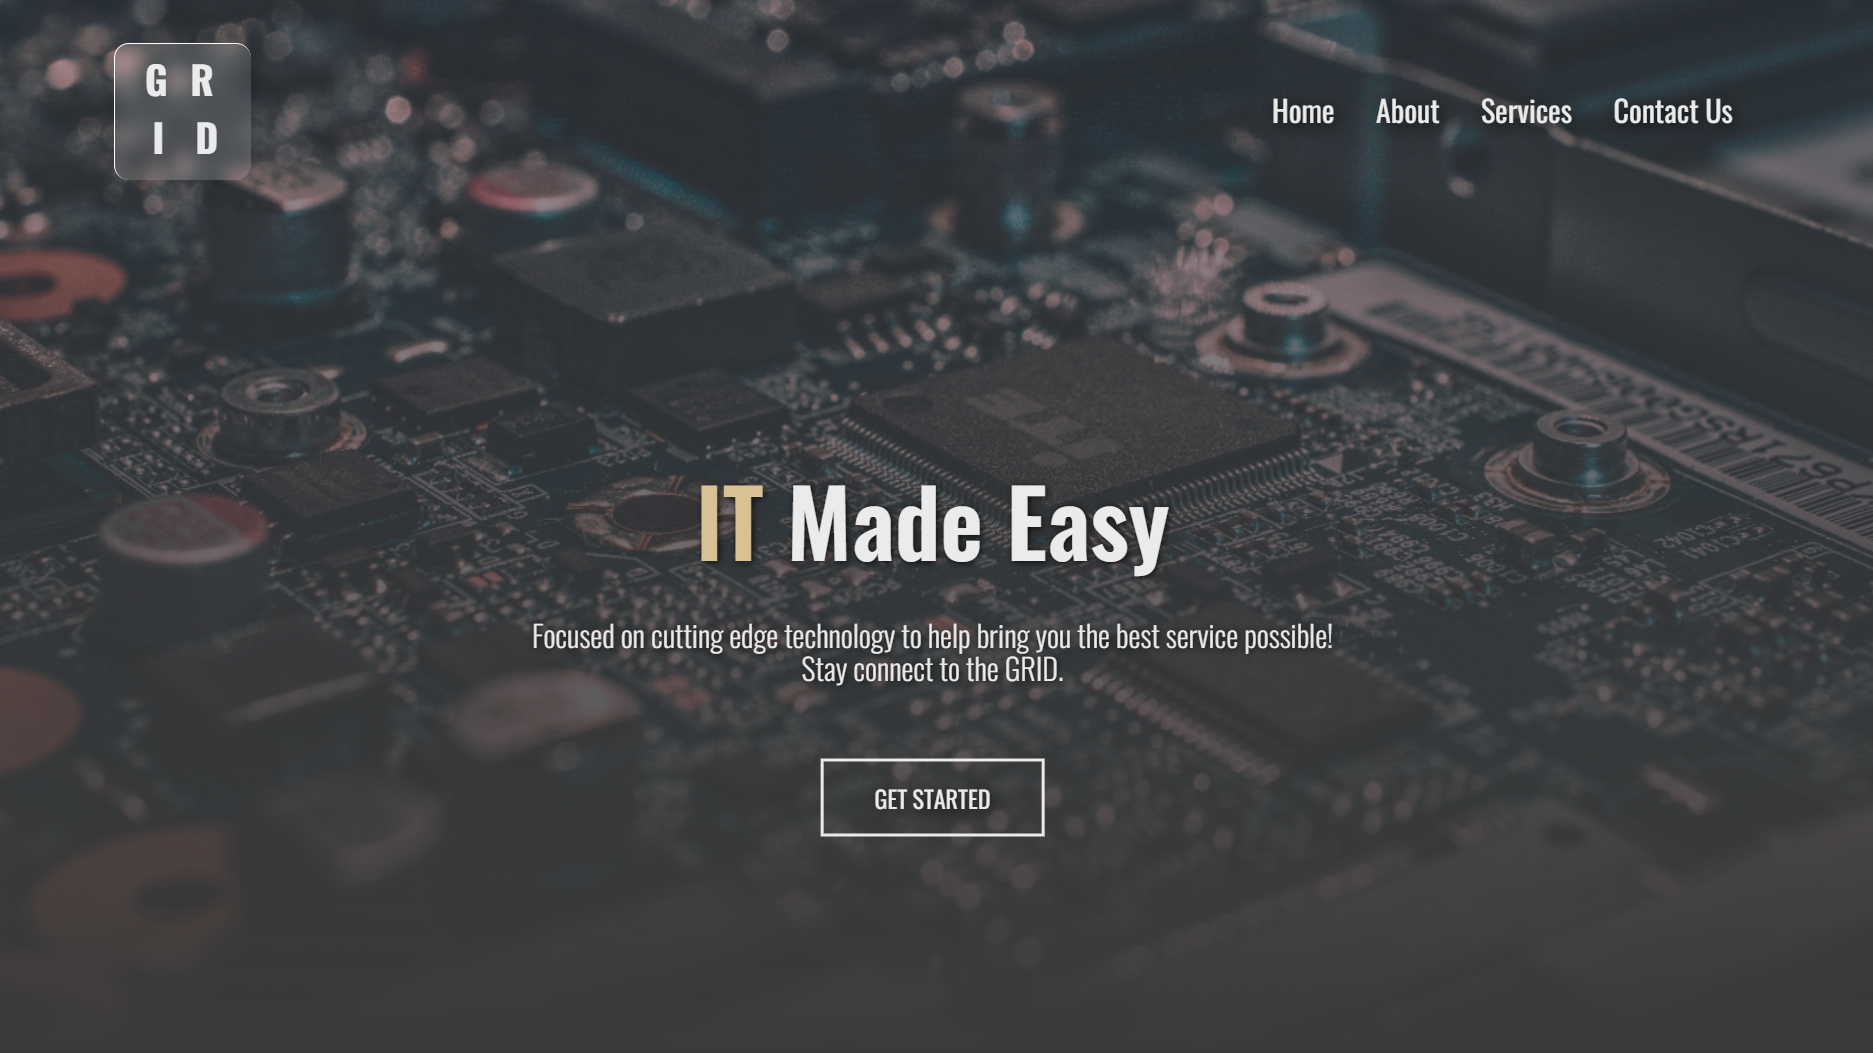 G R
I D
Home About Services Contact Us
IT Made Easy
Focused on cutting edge technology to help bring you the best service possible!
Stay connect to the GRID.
GET STARTED